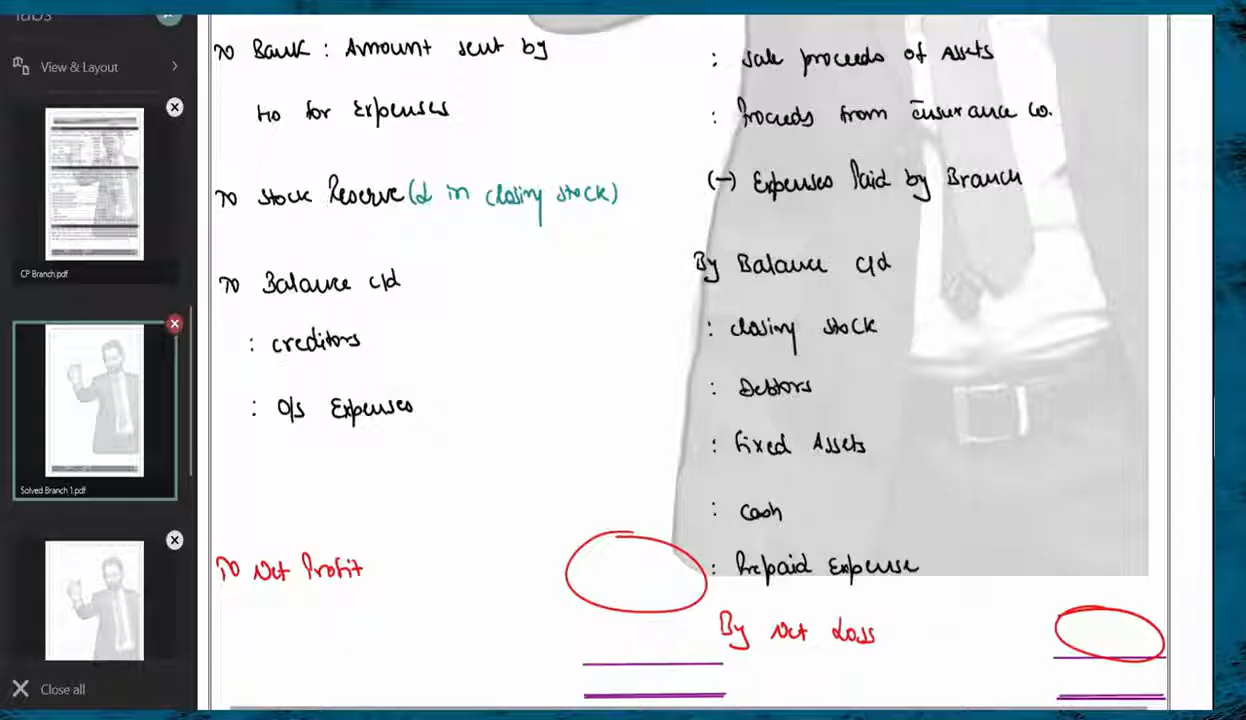 Tabs
View & Layout
CP Branch.pdf
Solved Branch 1.pdf
Close all
To Bank : Amount sent by
HO for Expenses
To Stock Reserve (L in closing stock)
To Balance c/d
: creditors
: O/s Expenses
To Net Profit
: Sale proceeds of Assets
: Proceeds from insurance co.
(-) Expenses Paid by Branch
By Balance c/d
: closing stock
: Debtors
: Fixed Assets
: Cash
: Prepaid Expense
By Net Loss